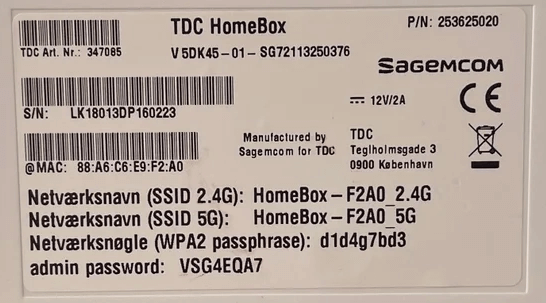 TDC HomeBox
P/N: 253625020
TDC Art. Nr.: 347085
V 5DK45-01-SG72113250376
SAGEMCOM
S/N: LK18013DP160223
12V/2A
CE
Manufactured by Sagemcom for TDC
TDC
Teglholmsgade 3
0900 København
@MAC: 88:A6:C6:E9:F2:A0
Netværksnavn (SSID 2.4G): HomeBox-F2A0_2.4G
Netværksnavn (SSID 5G): HomeBox-F2A0_5G
Netværksnøgle (WPA2 passphrase): d1d4g7bd3
admin password: VSG4EQA7